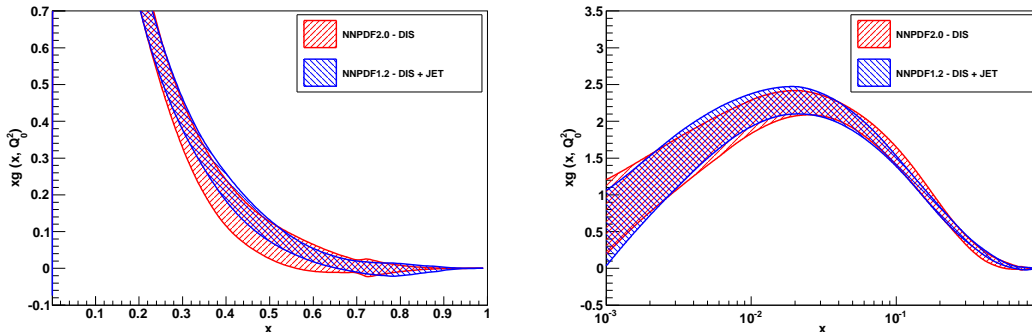 xg (x, Q₀²)
0.7
0.6
0.5
0.4
0.3
0.2
0.1
0
-0.1
NNPDF2.0 - DIS
NNPDF1.2 - DIS + JET
0.1 0.2 0.3 0.4 0.5 0.6 0.7 0.8 0.9 1
x
xg (x, Q₀²)
3.5
3
2.5
2
1.5
1
0.5
0
-0.5
NNPDF2.0 - DIS
NNPDF1.2 - DIS + JET
10⁻³ 10⁻² 10⁻¹
x